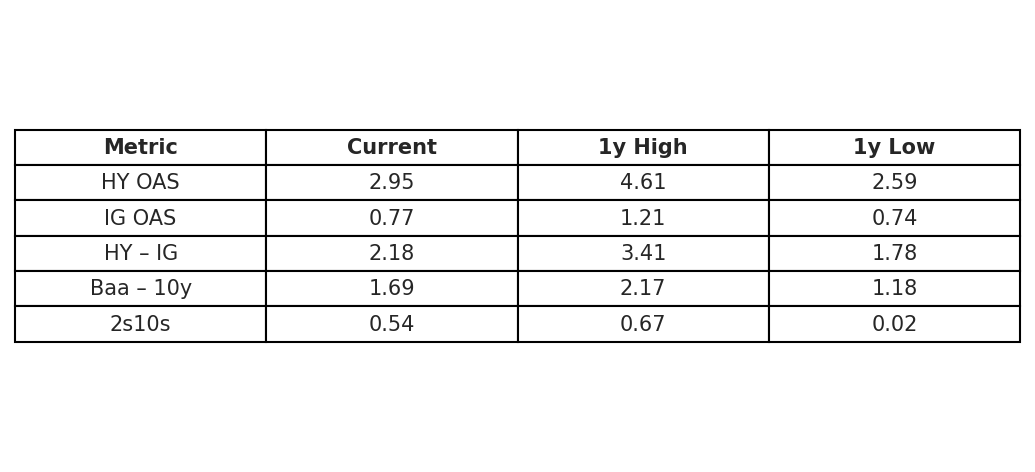 Metric Current 1y High 1y Low
HY OAS 2.95 4.61 2.59
IG OAS 0.77 1.21 0.74
HY – IG 2.18 3.41 1.78
Baa – 10y 1.69 2.17 1.18
2s10s 0.54 0.67 0.02